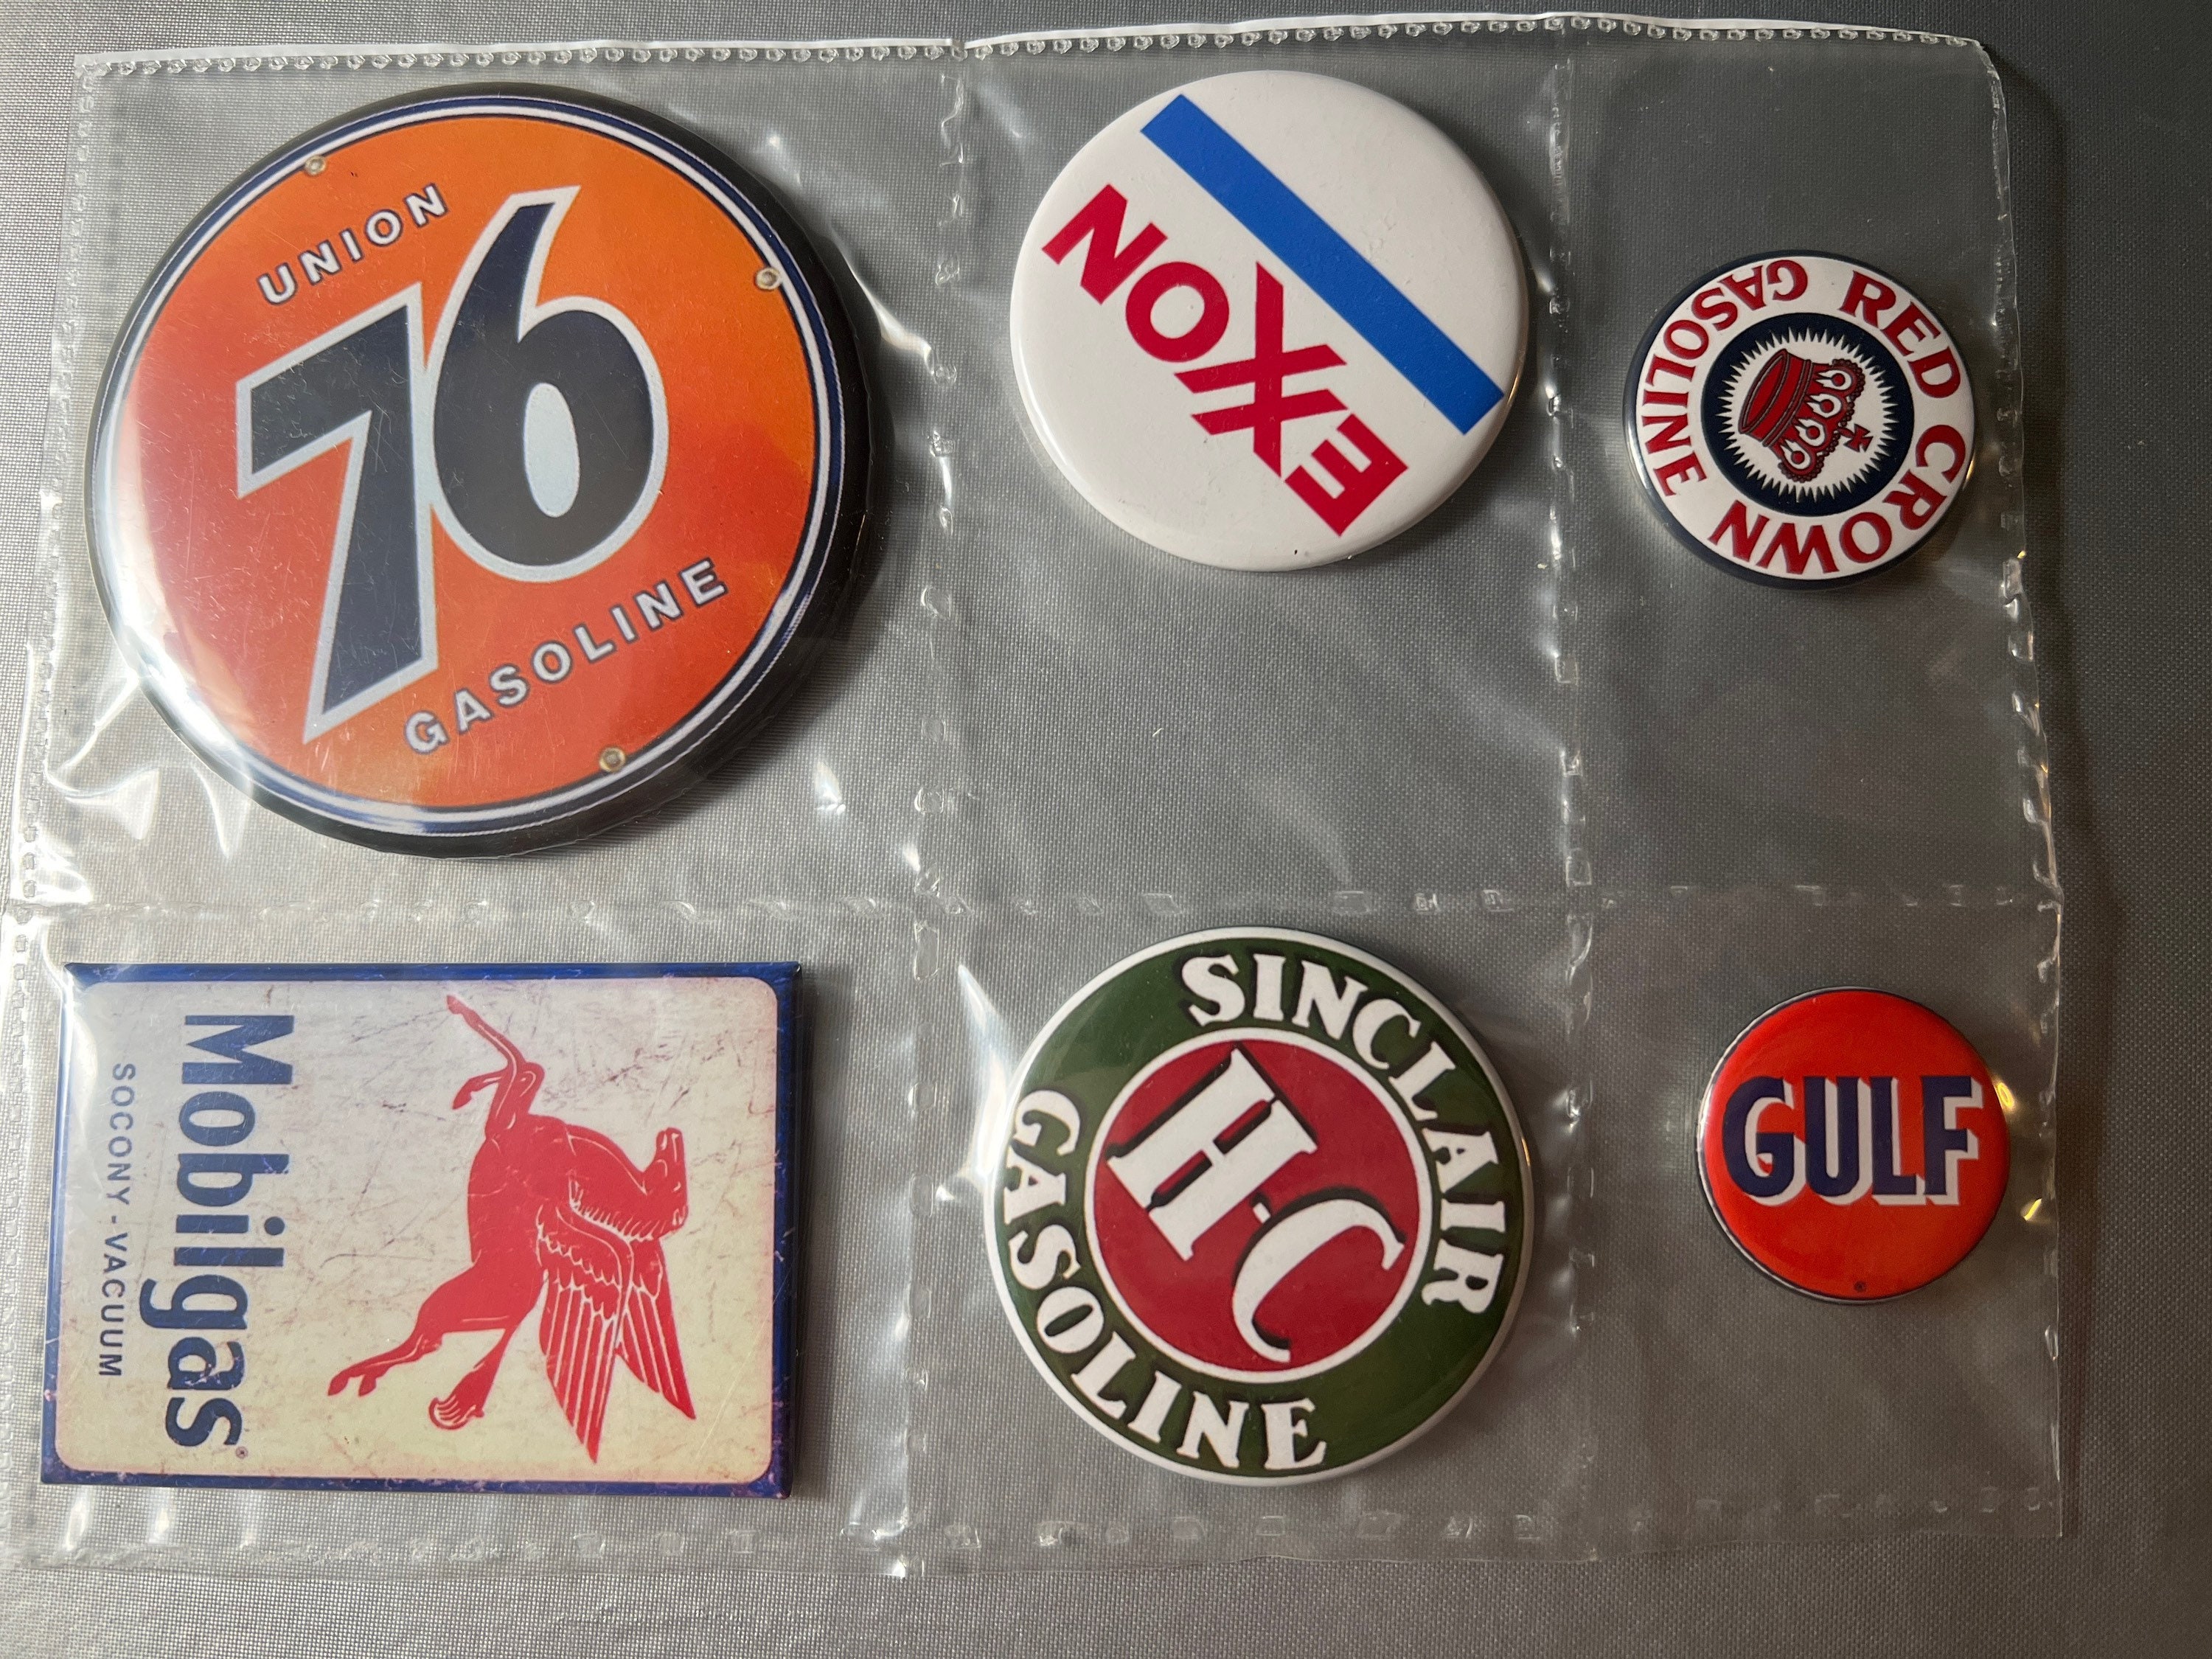 UNION
76
GASOLINE
EXXON
RED CROWN
GASOLINE
Mobilgas®
SOCONY-VACUUM
SINCLAIR
H-C
GASOLINE
GULF
®